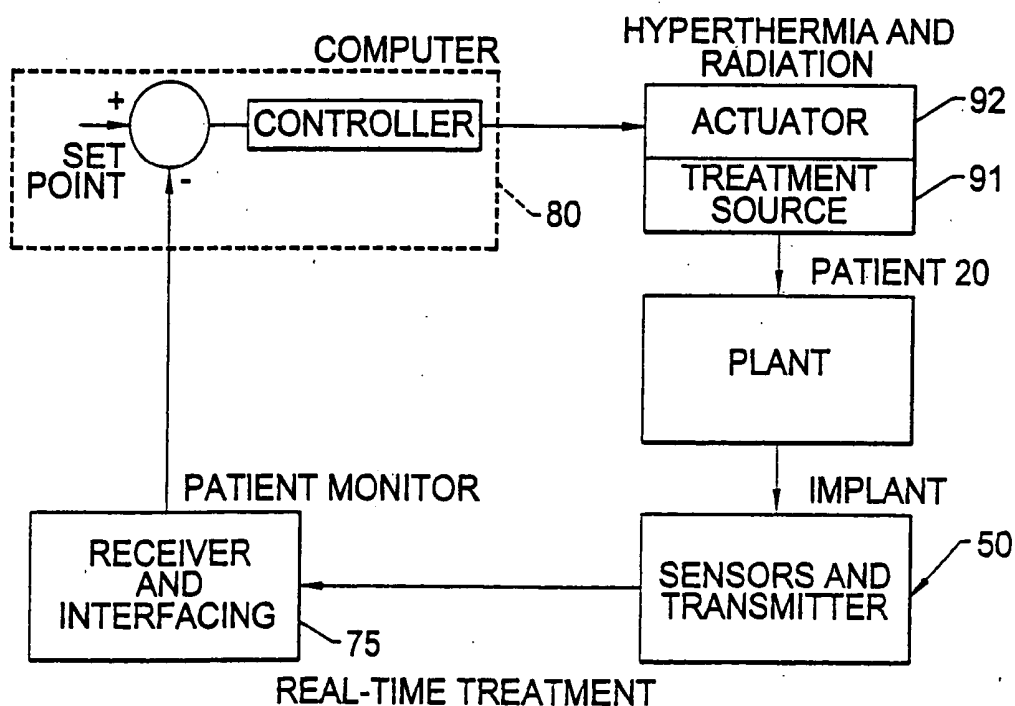 COMPUTER
HYPERTHERMIA AND
RADIATION
+
SET
POINT
-
CONTROLLER
80
ACTUATOR
92
TREATMENT
SOURCE
91
PATIENT 20
PLANT
IMPLANT
SENSORS AND
TRANSMITTER
50
PATIENT MONITOR
RECEIVER
AND
INTERFACING
75
REAL-TIME TREATMENT